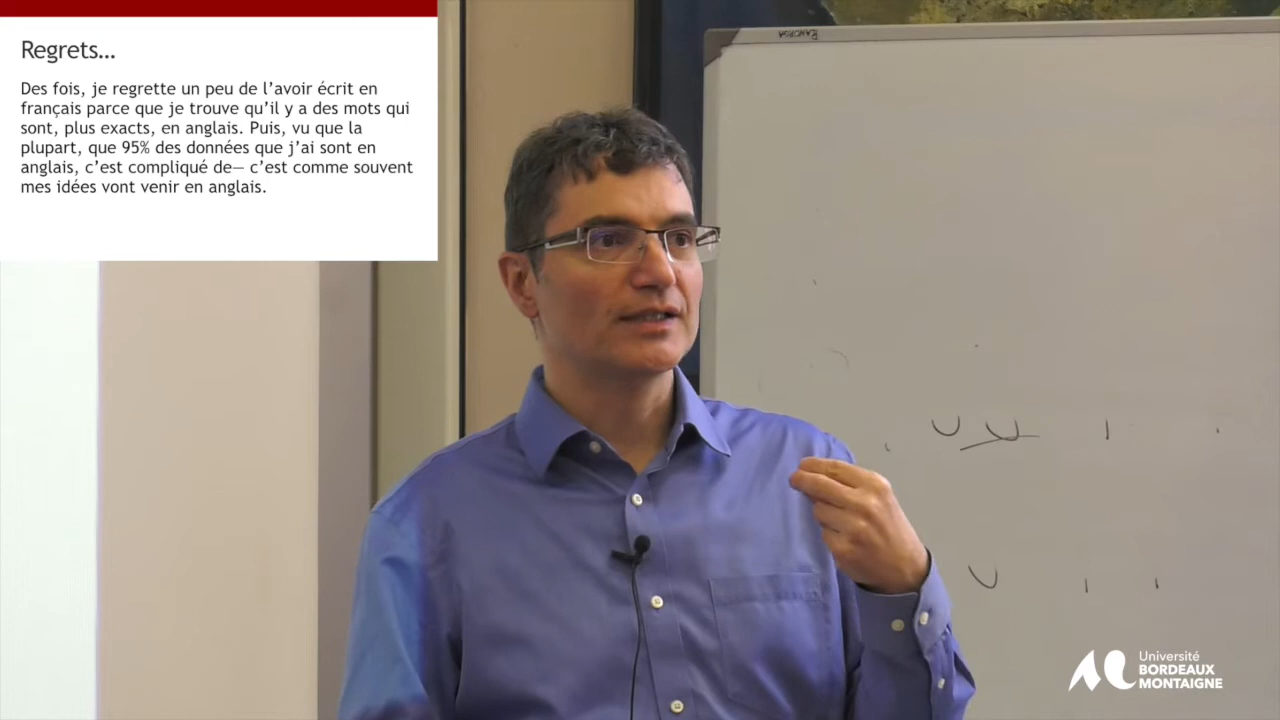 Regrets…
Des fois, je regrette un peu de l’avoir écrit en
français parce que je trouve qu’il y a des mots qui
sont, plus exacts, en anglais. Puis, vu que la
plupart, que 95% des données que j’ai sont en
anglais, c’est compliqué de— c’est comme souvent
mes idées vont venir en anglais.
Université
BORDEAUX
MONTAIGNE